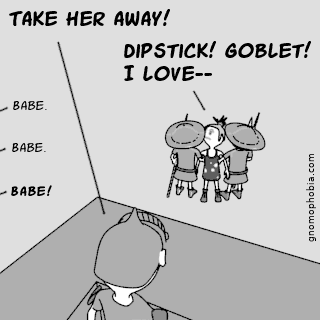 TAKE HER AWAY!
DIPSTICK! GOBLET!
I LOVE--
BABE.
BABE.
BABE!
gnomophobia.com